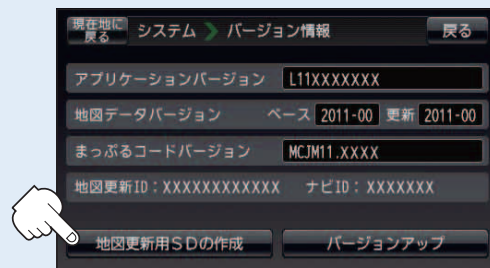 現在地に
戻る
システム
バージョン情報
戻る
アプリケーションバージョン L11XXXXXXX
地図データバージョン ベース 2011-00 更新 2011-00
まっぷるコードバージョン MCJM11.XXXX
地図更新ID:XXXXXXXXXXXX ナビID:XXXXXXX
地図更新用SDの作成
バージョンアップ